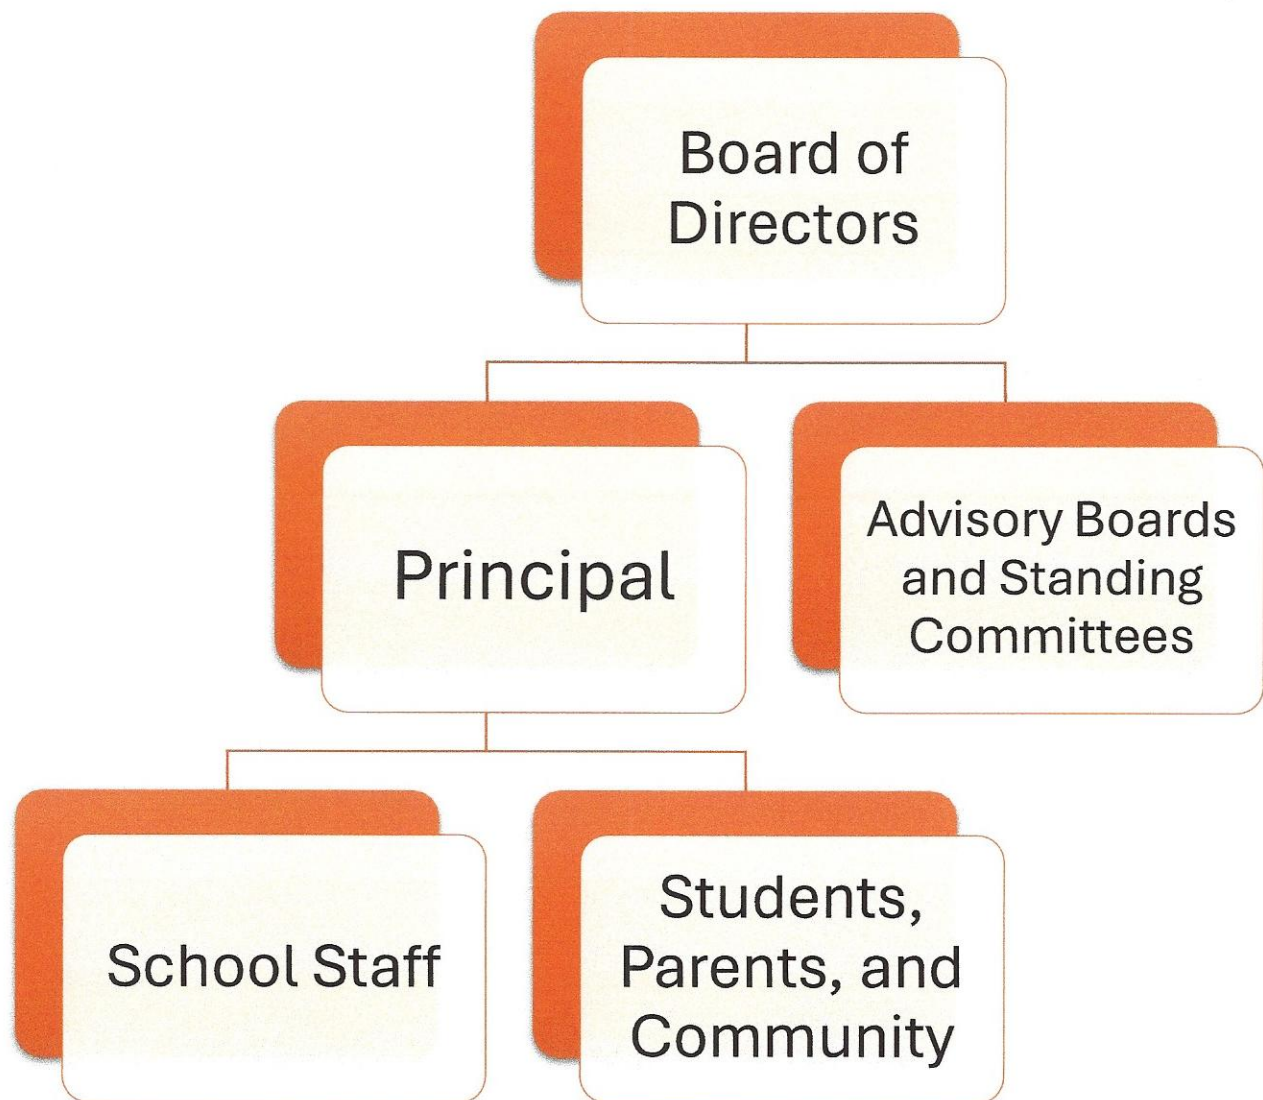 Board of
Directors
Principal
Advisory Boards
and Standing
Committees
School Staff
Students,
Parents, and
Community